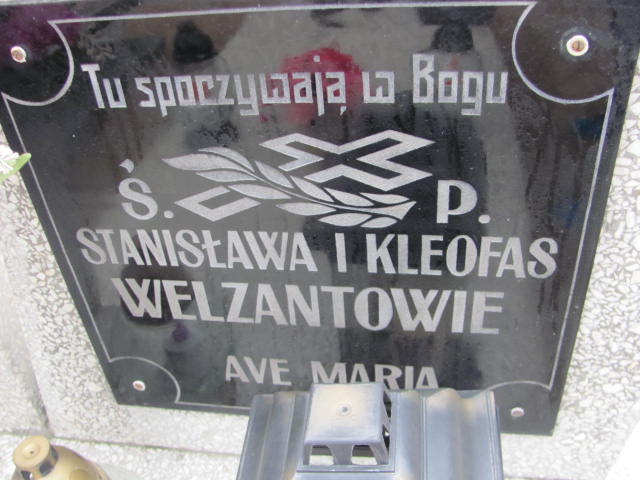 Tu spoczywają w Bogu
Ś. P.
STANISŁAWA I KLEOFAS
WELZANTOWIE
AVE MARIA